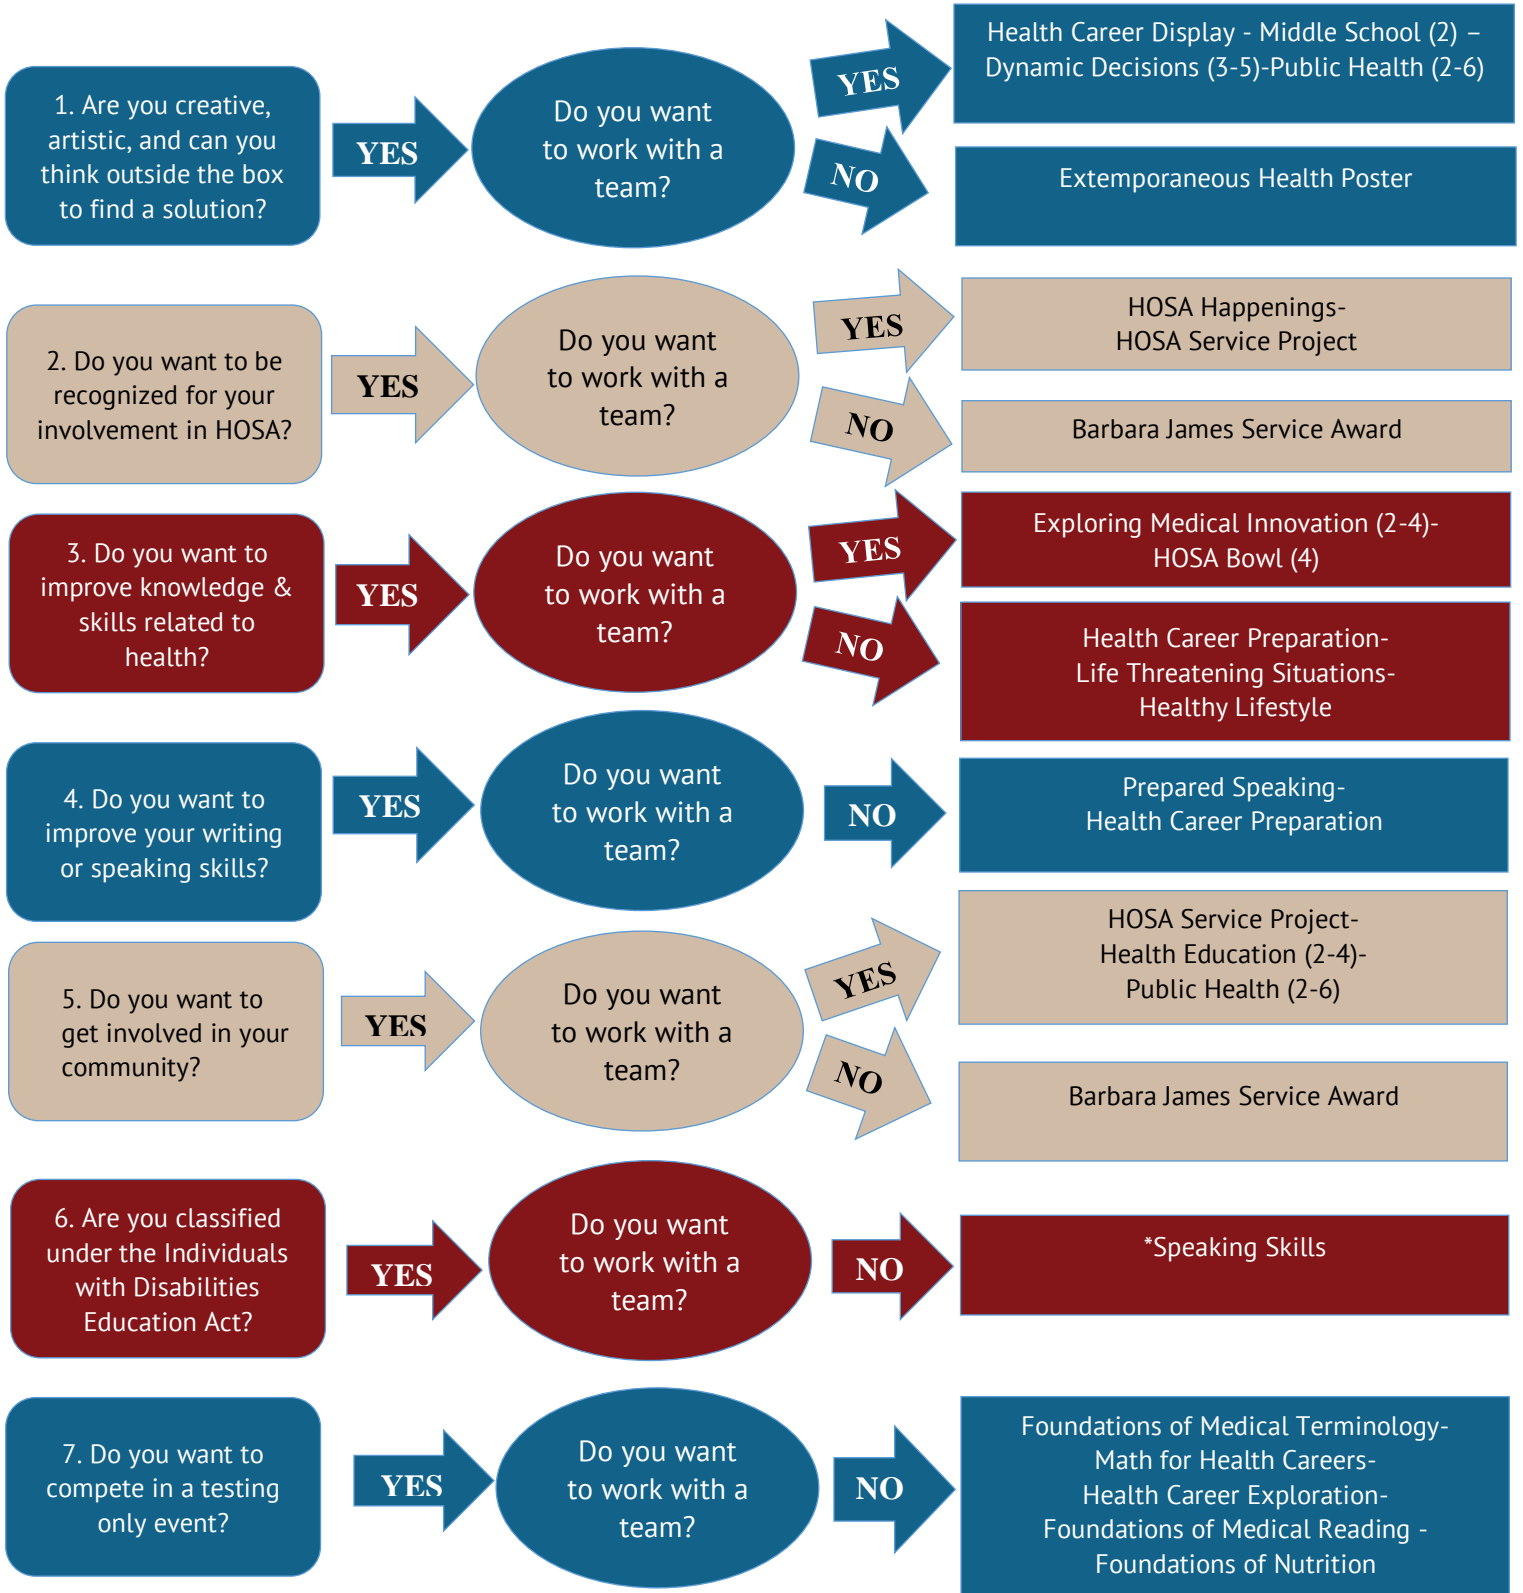 1. Are you creative,
artistic, and can you
think outside the box
to find a solution?
YES
Do you want
to work with a
team?
YES
Health Career Display - Middle School (2) –
Dynamic Decisions (3-5)-Public Health (2-6)
NO
Extemporaneous Health Poster
2. Do you want to be
recognized for your
involvement in HOSA?
YES
Do you want
to work with a
team?
YES
HOSA Happenings-
HOSA Service Project
NO
Barbara James Service Award
3. Do you want to
improve knowledge &
skills related to
health?
YES
Do you want
to work with a
team?
YES
Exploring Medical Innovation (2-4)-
HOSA Bowl (4)
NO
Health Career Preparation-
Life Threatening Situations-
Healthy Lifestyle
4. Do you want to
improve your writing
or speaking skills?
YES
Do you want
to work with a
team?
NO
Prepared Speaking-
Health Career Preparation
5. Do you want to
get involved in your
community?
YES
Do you want
to work with a
team?
YES
HOSA Service Project-
Health Education (2-4)-
Public Health (2-6)
NO
Barbara James Service Award
6. Are you classified
under the Individuals
with Disabilities
Education Act?
YES
Do you want
to work with a
team?
NO
*Speaking Skills
7. Do you want to
compete in a testing
only event?
YES
Do you want
to work with a
team?
NO
Foundations of Medical Terminology-
Math for Health Careers-
Health Career Exploration-
Foundations of Medical Reading -
Foundations of Nutrition